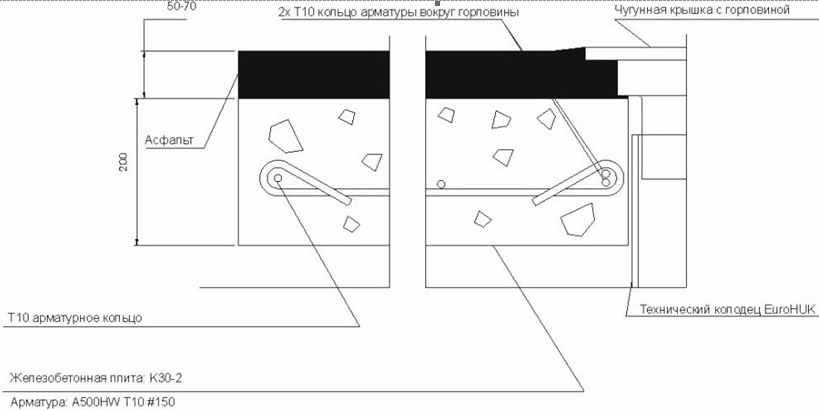 50-70
2x T10 кольцо арматуры вокруг горловины
Чугунная крышка с горловиной
Асфальт
200
T10 арматурное кольцо
Технический колодец EuroHUK
Железобетонная плита: K30-2
Арматура: A500HW T10 #150